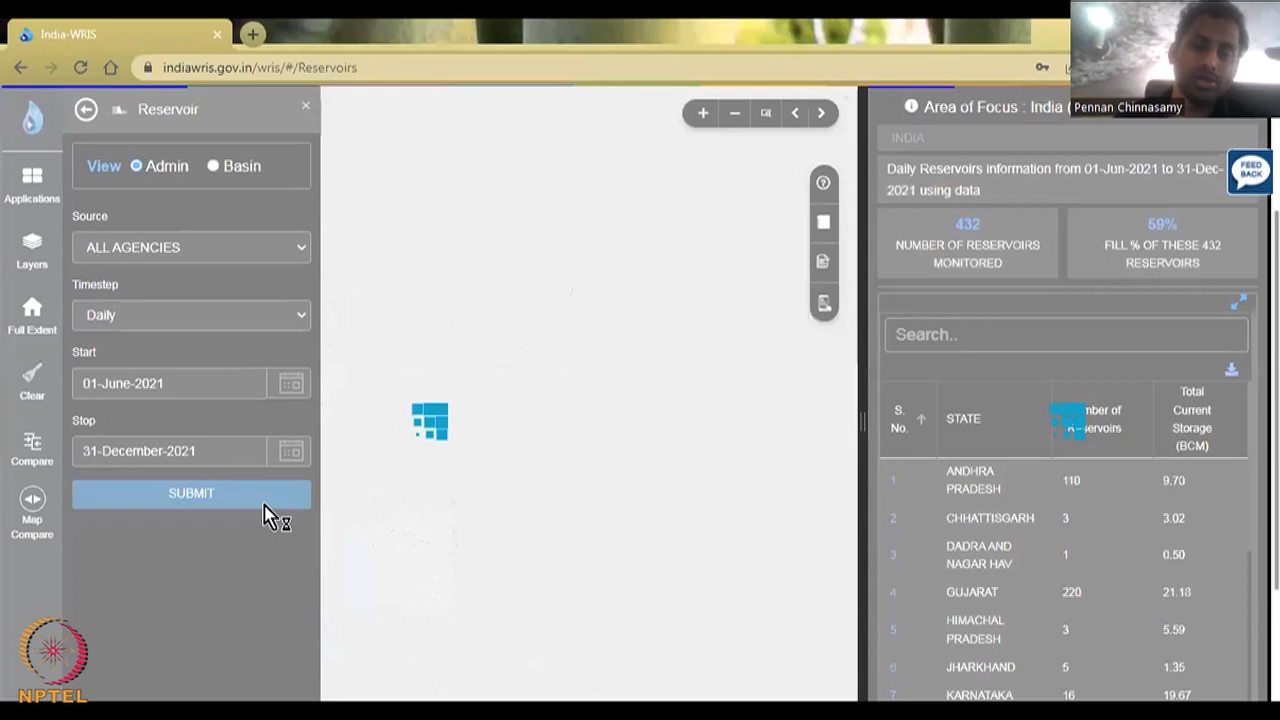 India-WRIS
indiawris.gov.in/wris/#/Reservoirs
Pennan Chinnasamy
Reservoir
View Admin Basin
Source
ALL AGENCIES
Timestep
Daily
Start
01-June-2021
Stop
31-December-2021
SUBMIT
Applications
Layers
Full Extent
Clear
Compare
Map
Compare
NPTEL
Area of Focus : India (
INDIA
Daily Reservoirs information from 01-Jun-2021 to 31-Dec-
2021 using data
FEED
BACK
432
NUMBER OF RESERVOIRS
MONITORED
59%
FILL % OF THESE 432
RESERVOIRS
Search..
S.
No.
STATE
mber of
ervoirs
Total
Current
Storage
(BCM)
1 ANDHRA PRADESH 110 9.70
2 CHHATTISGARH 3 3.02
3 DADRA AND NAGAR HAV 1 0.50
4 GUJARAT 220 21.18
5 HIMACHAL PRADESH 3 5.59
6 JHARKHAND 5 1.35
7 KARNATAKA 16 19.67